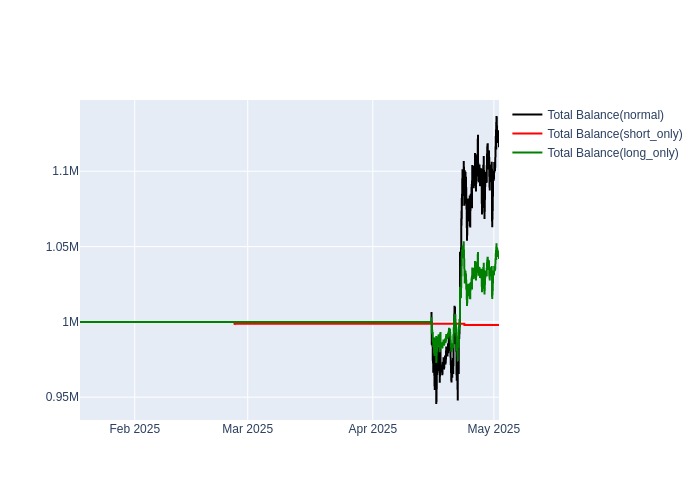 Total Balance(normal)
Total Balance(short_only)
Total Balance(long_only)
1.1M
1.05M
1M
0.95M
Feb 2025
Mar 2025
Apr 2025
May 2025